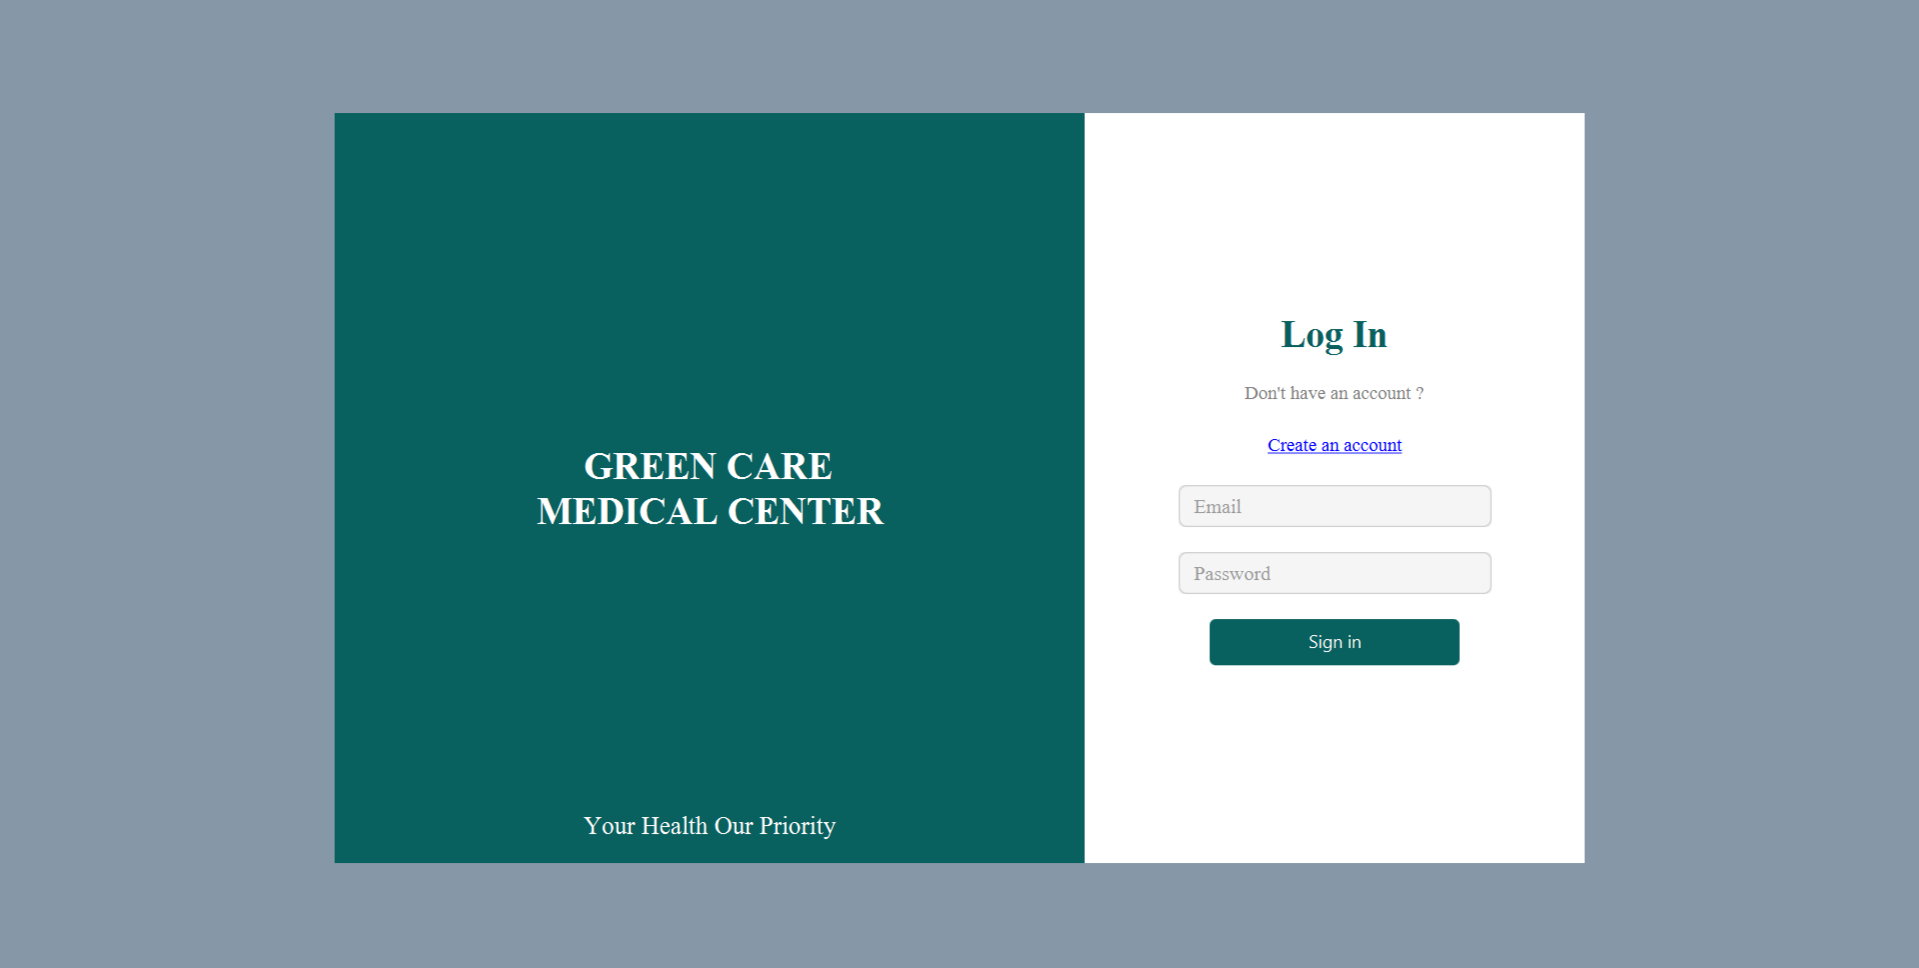 GREEN CARE
MEDICAL CENTER
Your Health Our Priority
Log In
Don't have an account ?
Create an account
Email
Password
Sign in